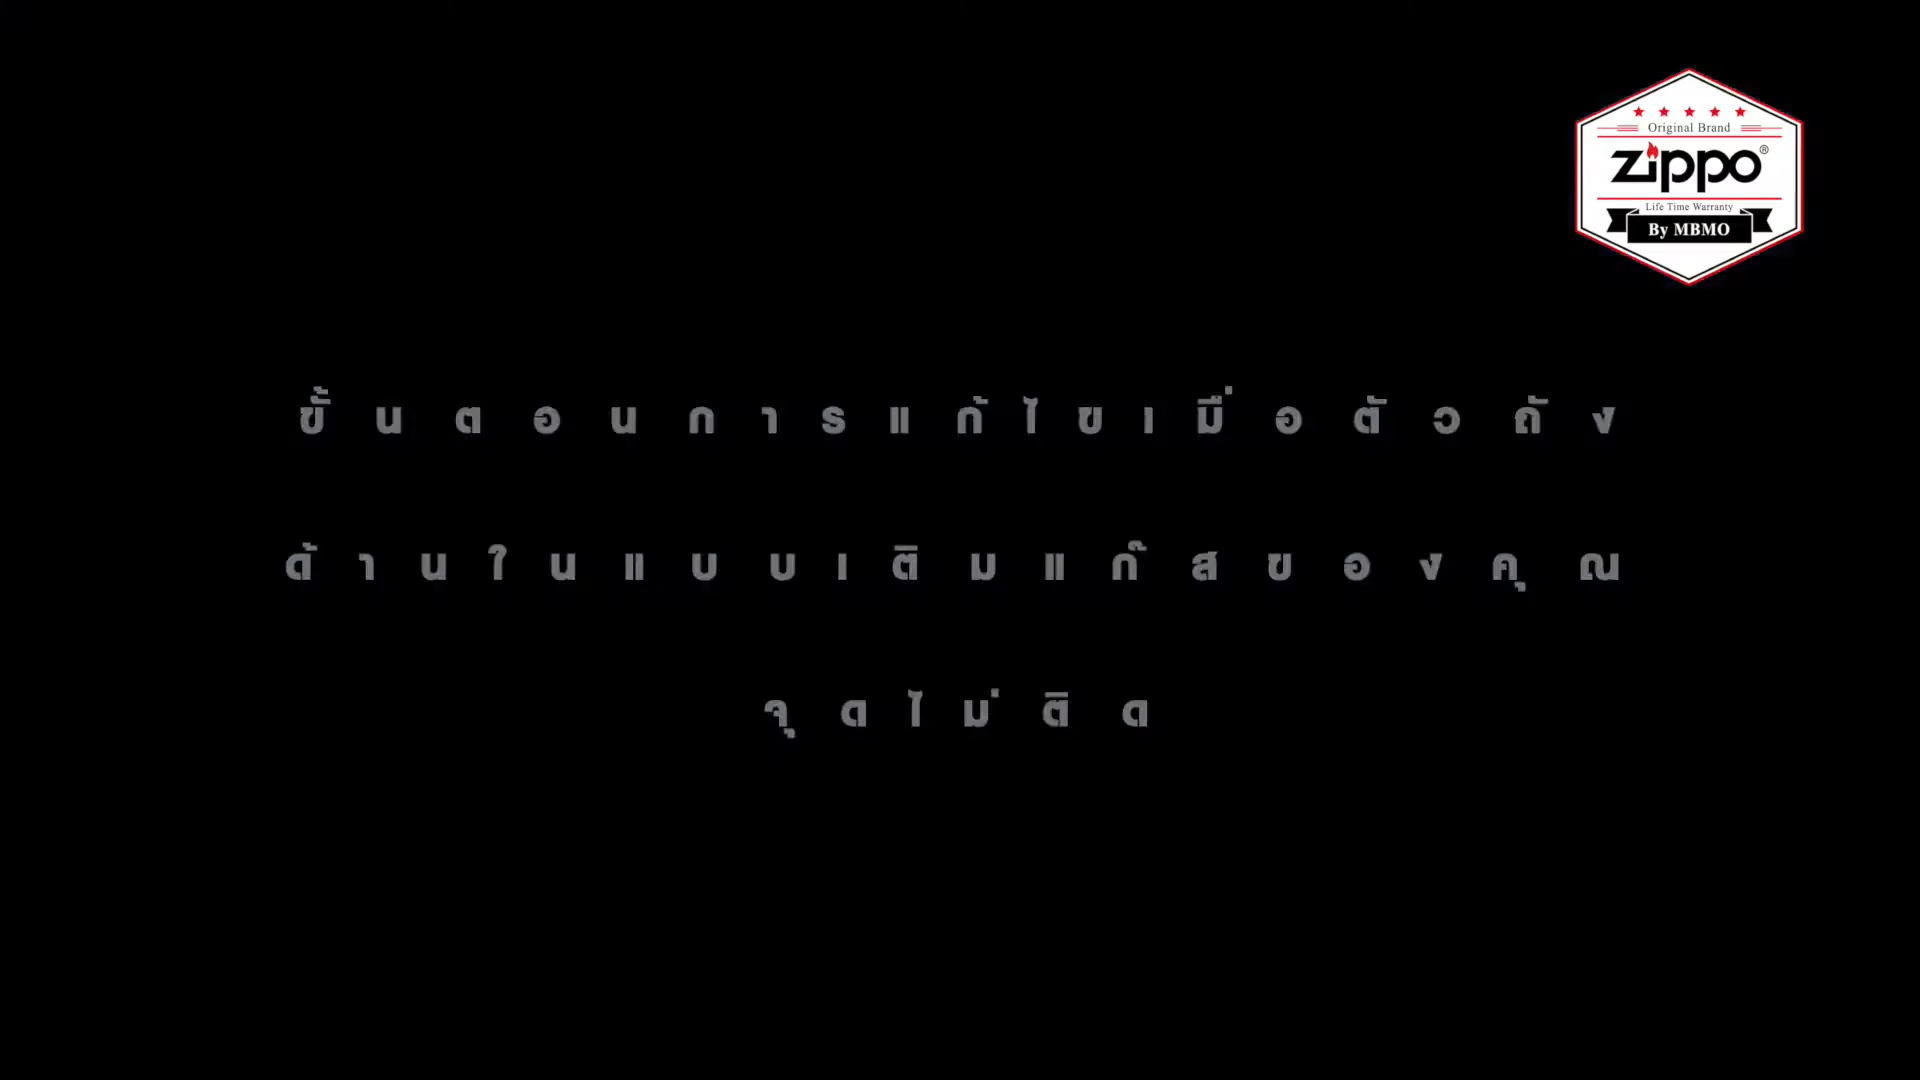 Original Brand
zippo®
Life Time Warranty
By MBMO
ขั้นตอนการแก้ไขเมื่อตัวถัง
ด้านในแบบเติมแก๊สของคุณ
จุดไม่ติด